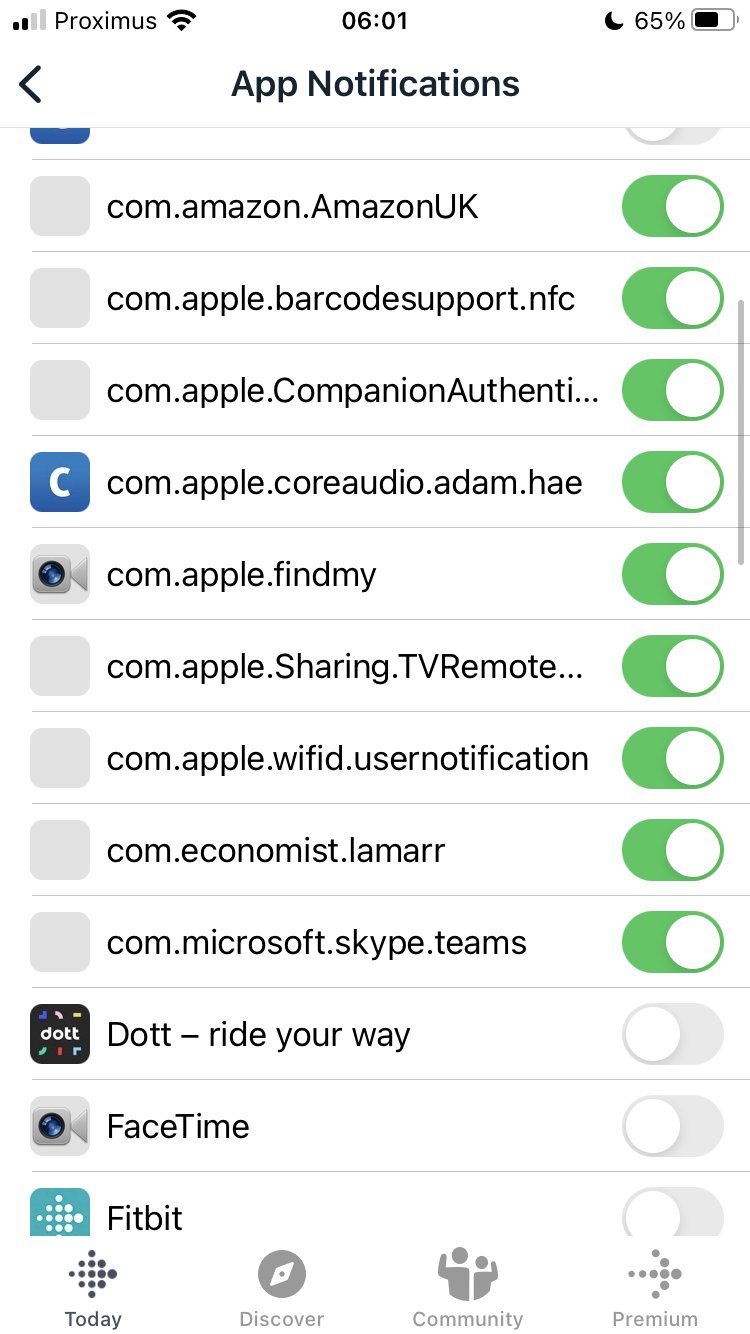 Proximus 06:01 65%
App Notifications
com.amazon.AmazonUK
com.apple.barcodesupport.nfc
com.apple.CompanionAuthenti...
C com.apple.coreaudio.adam.hae
com.apple.findmy
com.apple.Sharing.TVRemote...
com.apple.wifid.usernotification
com.economist.lamarr
com.microsoft.skype.teams
dott Dott – ride your way
FaceTime
Fitbit
Today Discover Community Premium